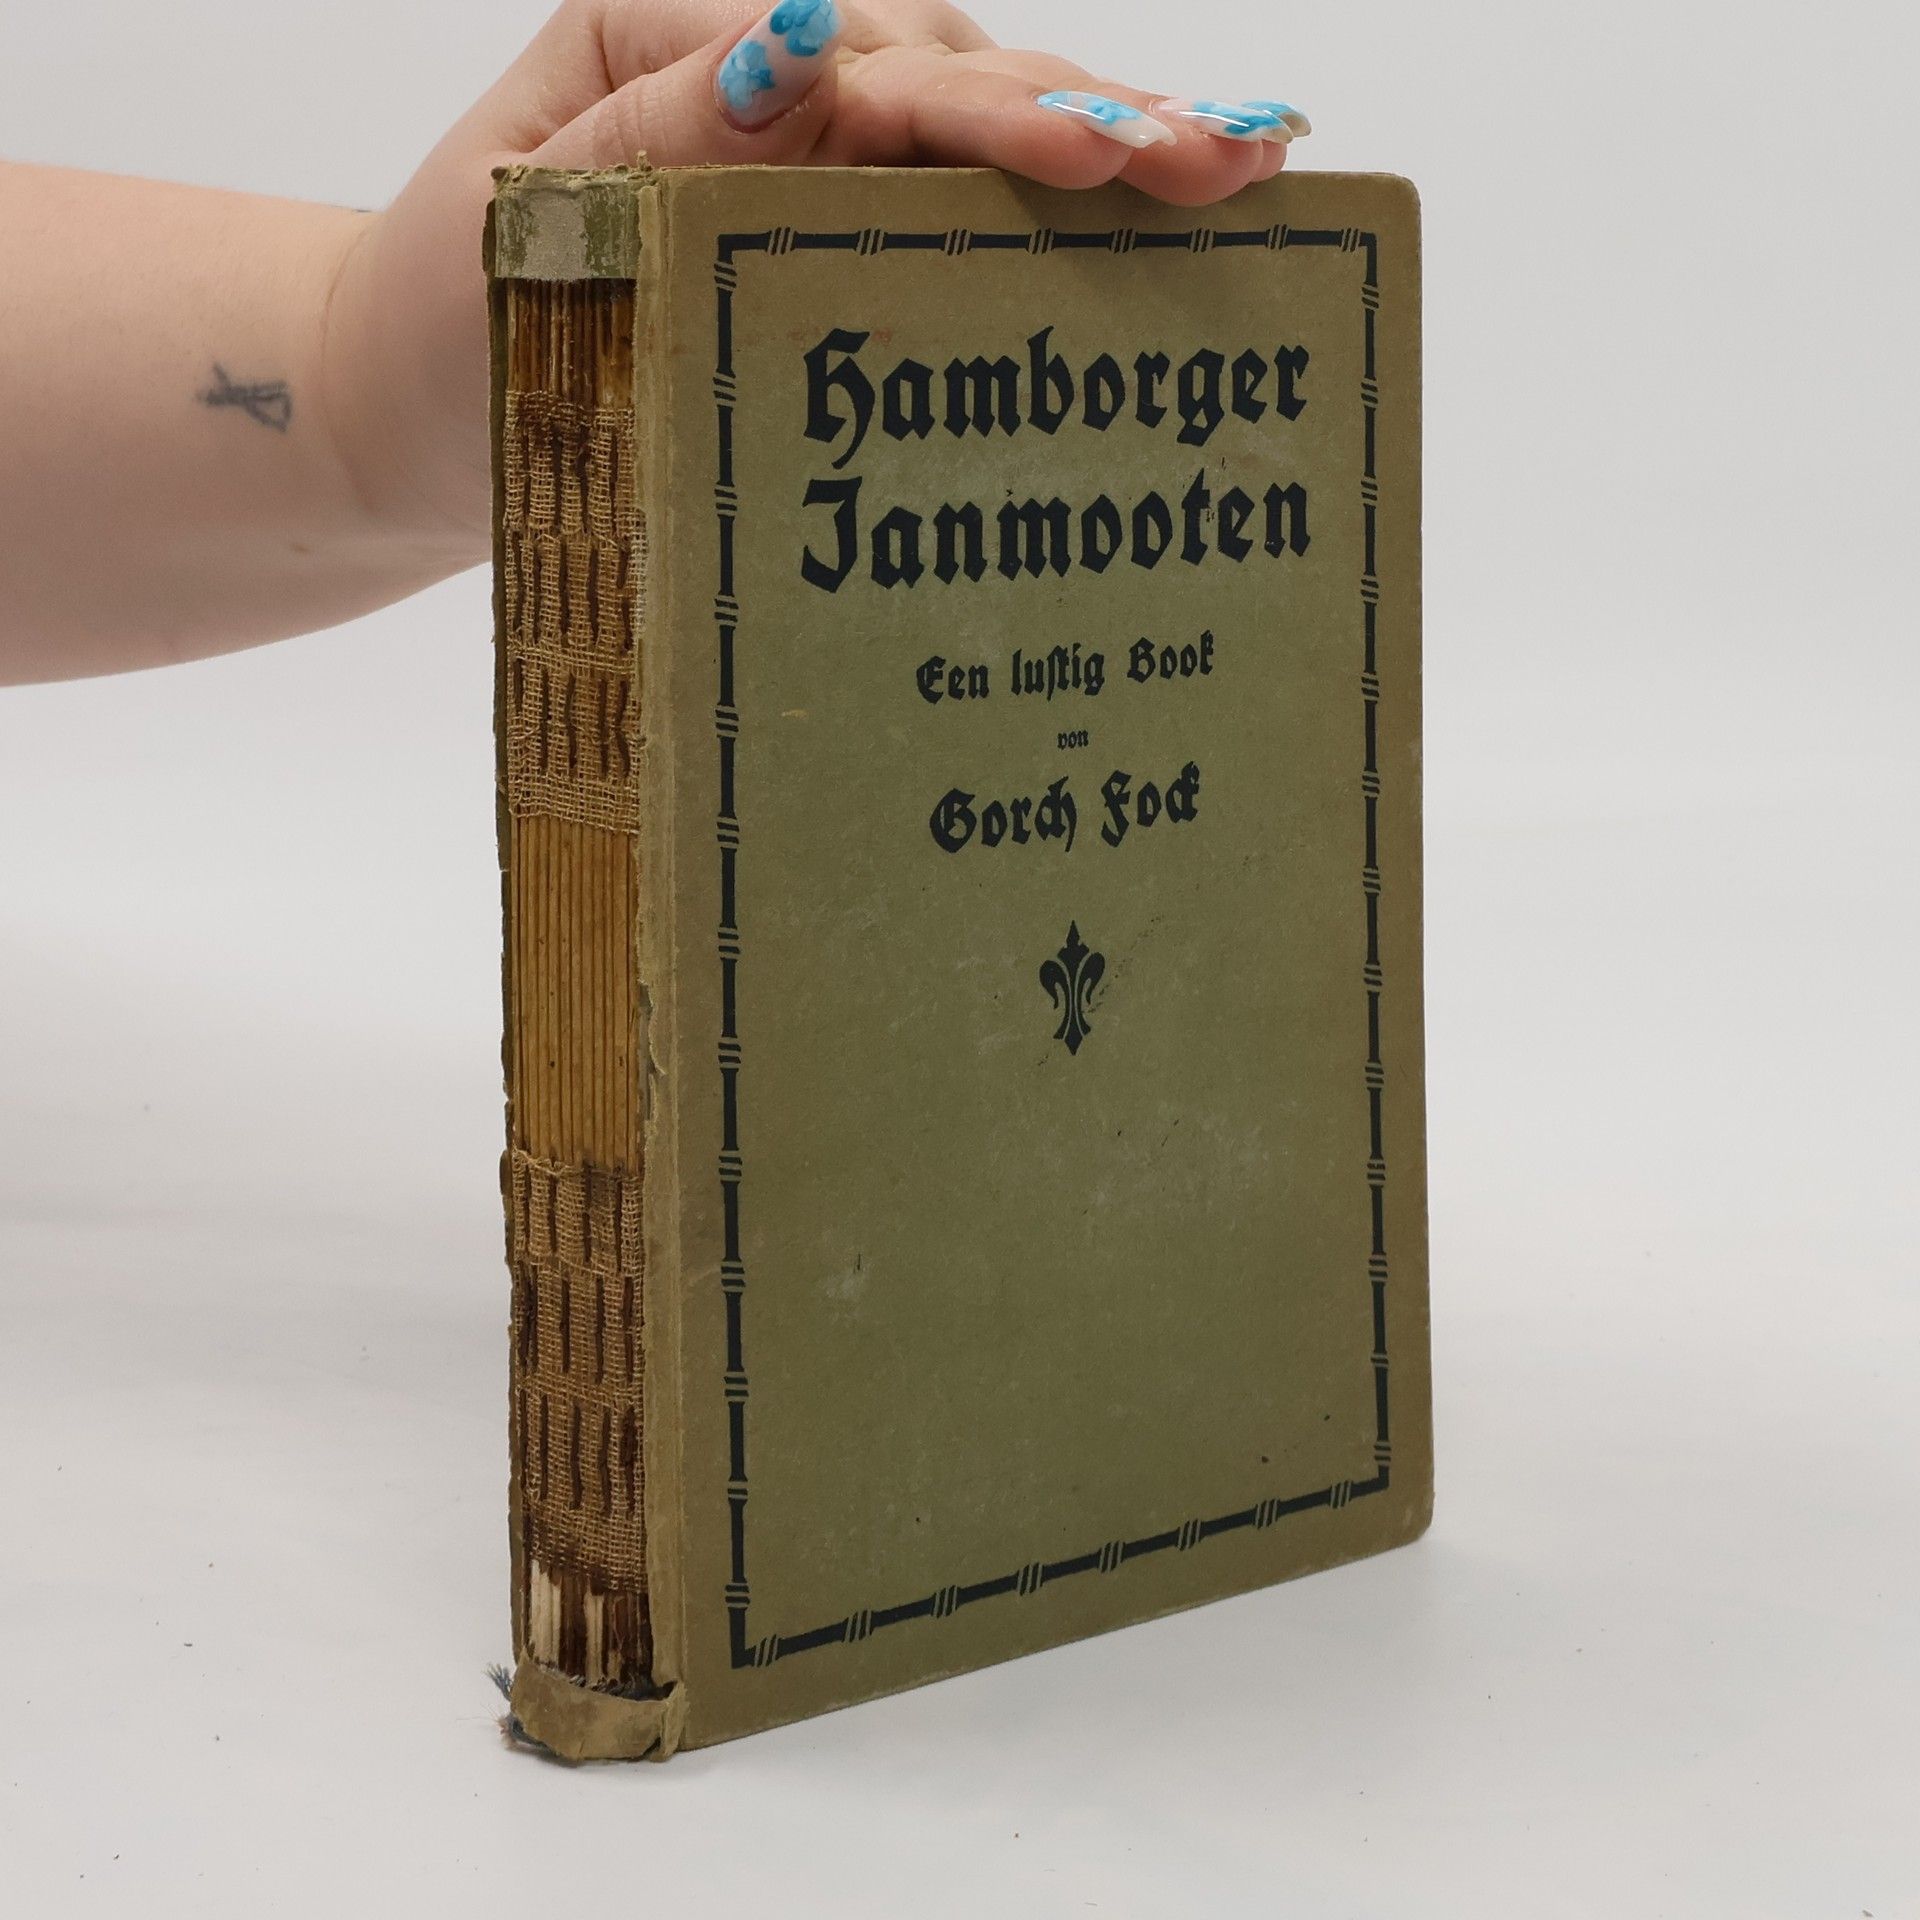 Hamborger
Janmooten
Een lustig Book
von
Gorch Fock